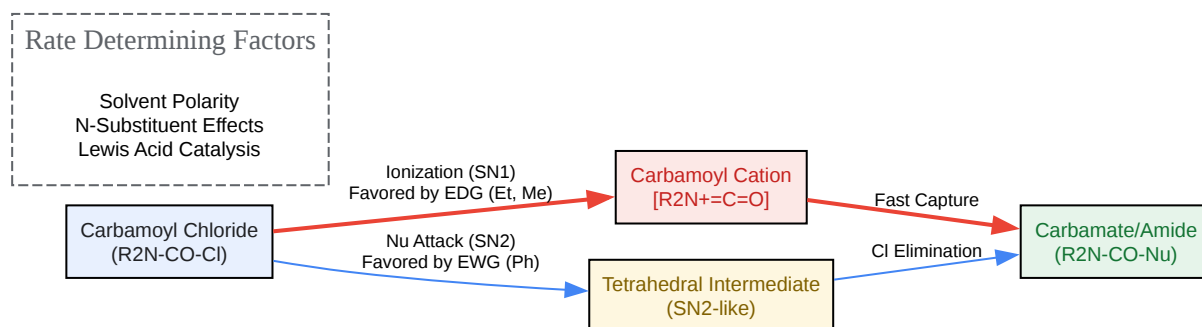 Rate Determining Factors
Solvent Polarity
N-Substituent Effects
Lewis Acid Catalysis
Carbamoyl Chloride
(R2N-CO-Cl)
Ionization (SN1)
Favored by EDG (Et, Me)
Nu Attack (SN2)
Favored by EWG (Ph)
Carbamoyl Cation
[R2N+=C=O]
Tetrahedral Intermediate
(SN2-like)
Fast Capture
Cl Elimination
Carbamate/Amide
(R2N-CO-Nu)